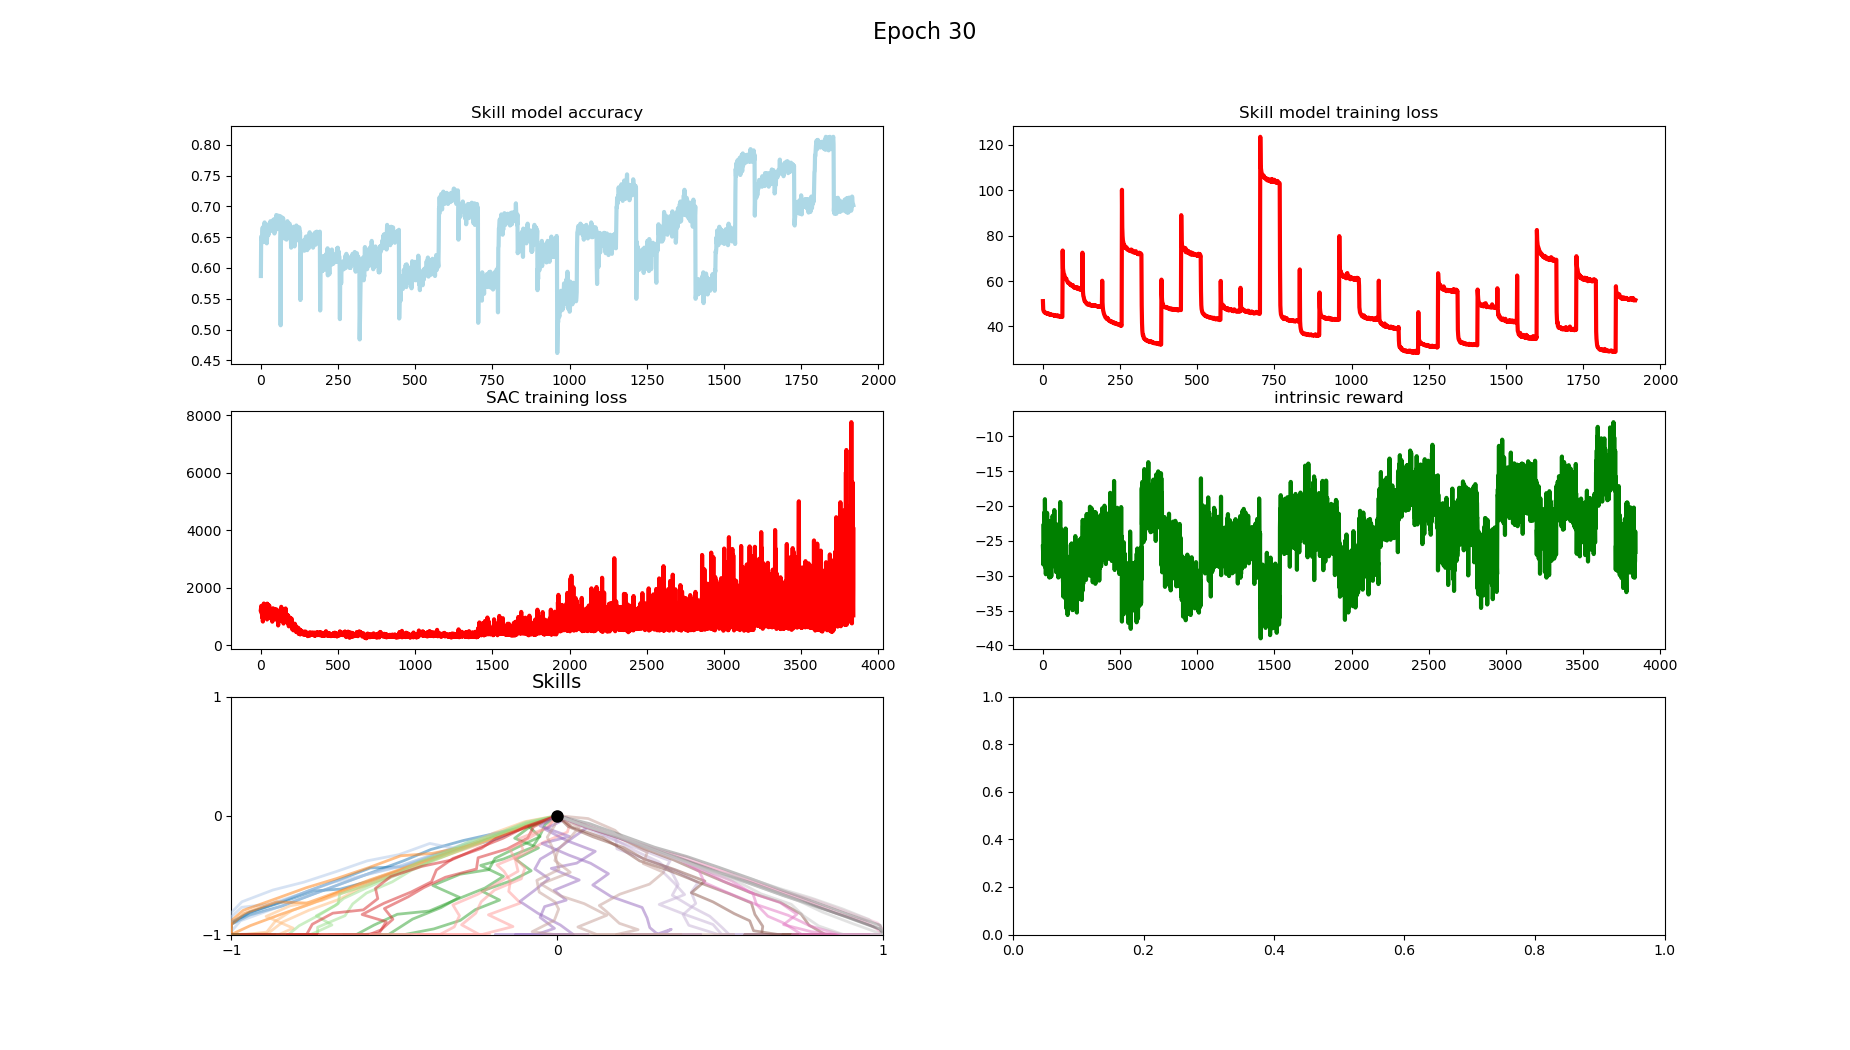 Epoch 30
Skill model accuracy
0.80
0.75
0.70
0.65
0.60
0.55
0.50
0.45
0 250 500 750 1000 1250 1500 1750 2000
Skill model training loss
120
100
80
60
40
0 250 500 750 1000 1250 1500 1750 2000
SAC training loss
8000
6000
4000
2000
0
0 500 1000 1500 2000 2500 3000 3500 4000
intrinsic reward
−10
−15
−20
−25
−30
−35
−40
0 500 1000 1500 2000 2500 3000 3500 4000
Skills
1
0
−1
−1 0 1
1.0
0.8
0.6
0.4
0.2
0.0
0.0 0.2 0.4 0.6 0.8 1.0